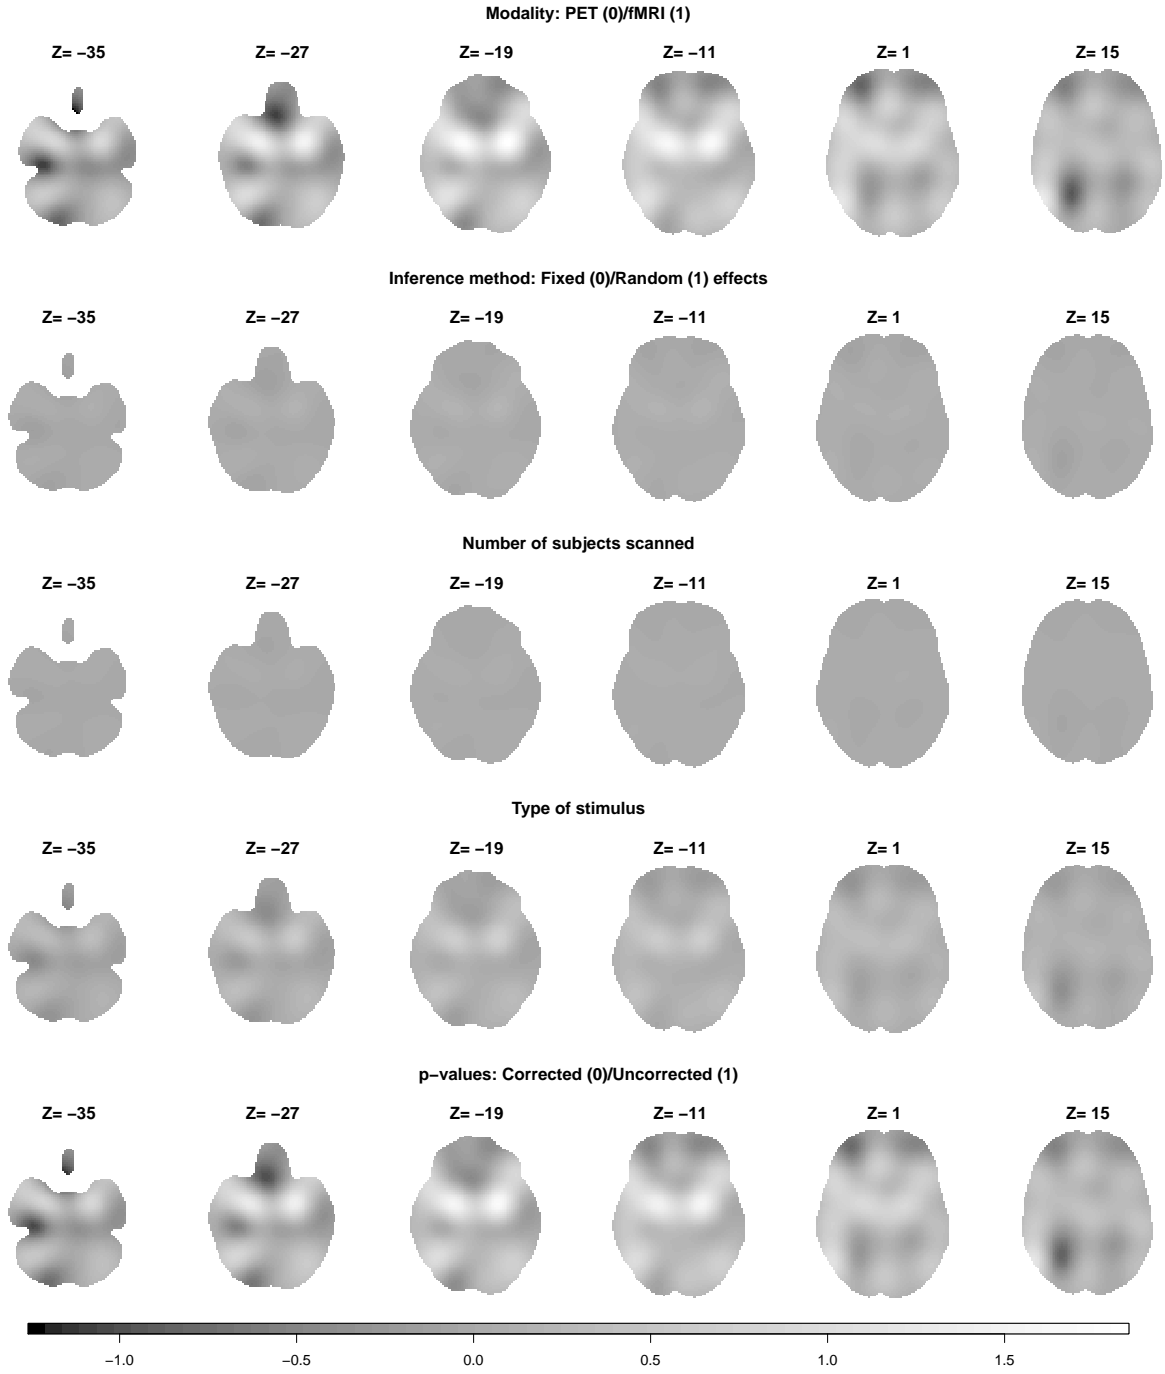 Modality: PET (0)/fMRI (1)
Z= −35 Z= −27 Z= −19 Z= −11 Z= 1 Z= 15
Inference method: Fixed (0)/Random (1) effects
Z= −35 Z= −27 Z= −19 Z= −11 Z= 1 Z= 15
Number of subjects scanned
Z= −35 Z= −27 Z= −19 Z= −11 Z= 1 Z= 15
Type of stimulus
Z= −35 Z= −27 Z= −19 Z= −11 Z= 1 Z= 15
p−values: Corrected (0)/Uncorrected (1)
Z= −35 Z= −27 Z= −19 Z= −11 Z= 1 Z= 15
−1.0 −0.5 0.0 0.5 1.0 1.5